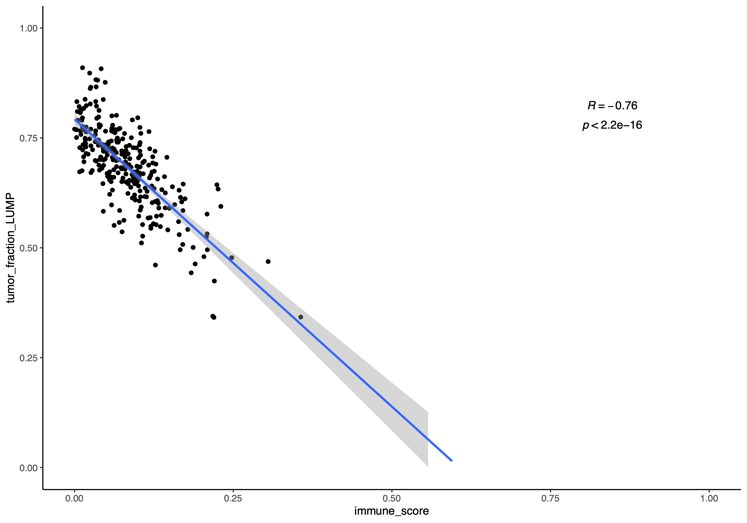 1.00
R = −0.76
p < 2.2e−16
0.75
0.50
0.25
0.00
tumor_fraction_LUMP
0.00 0.25 0.50 0.75 1.00
immune_score